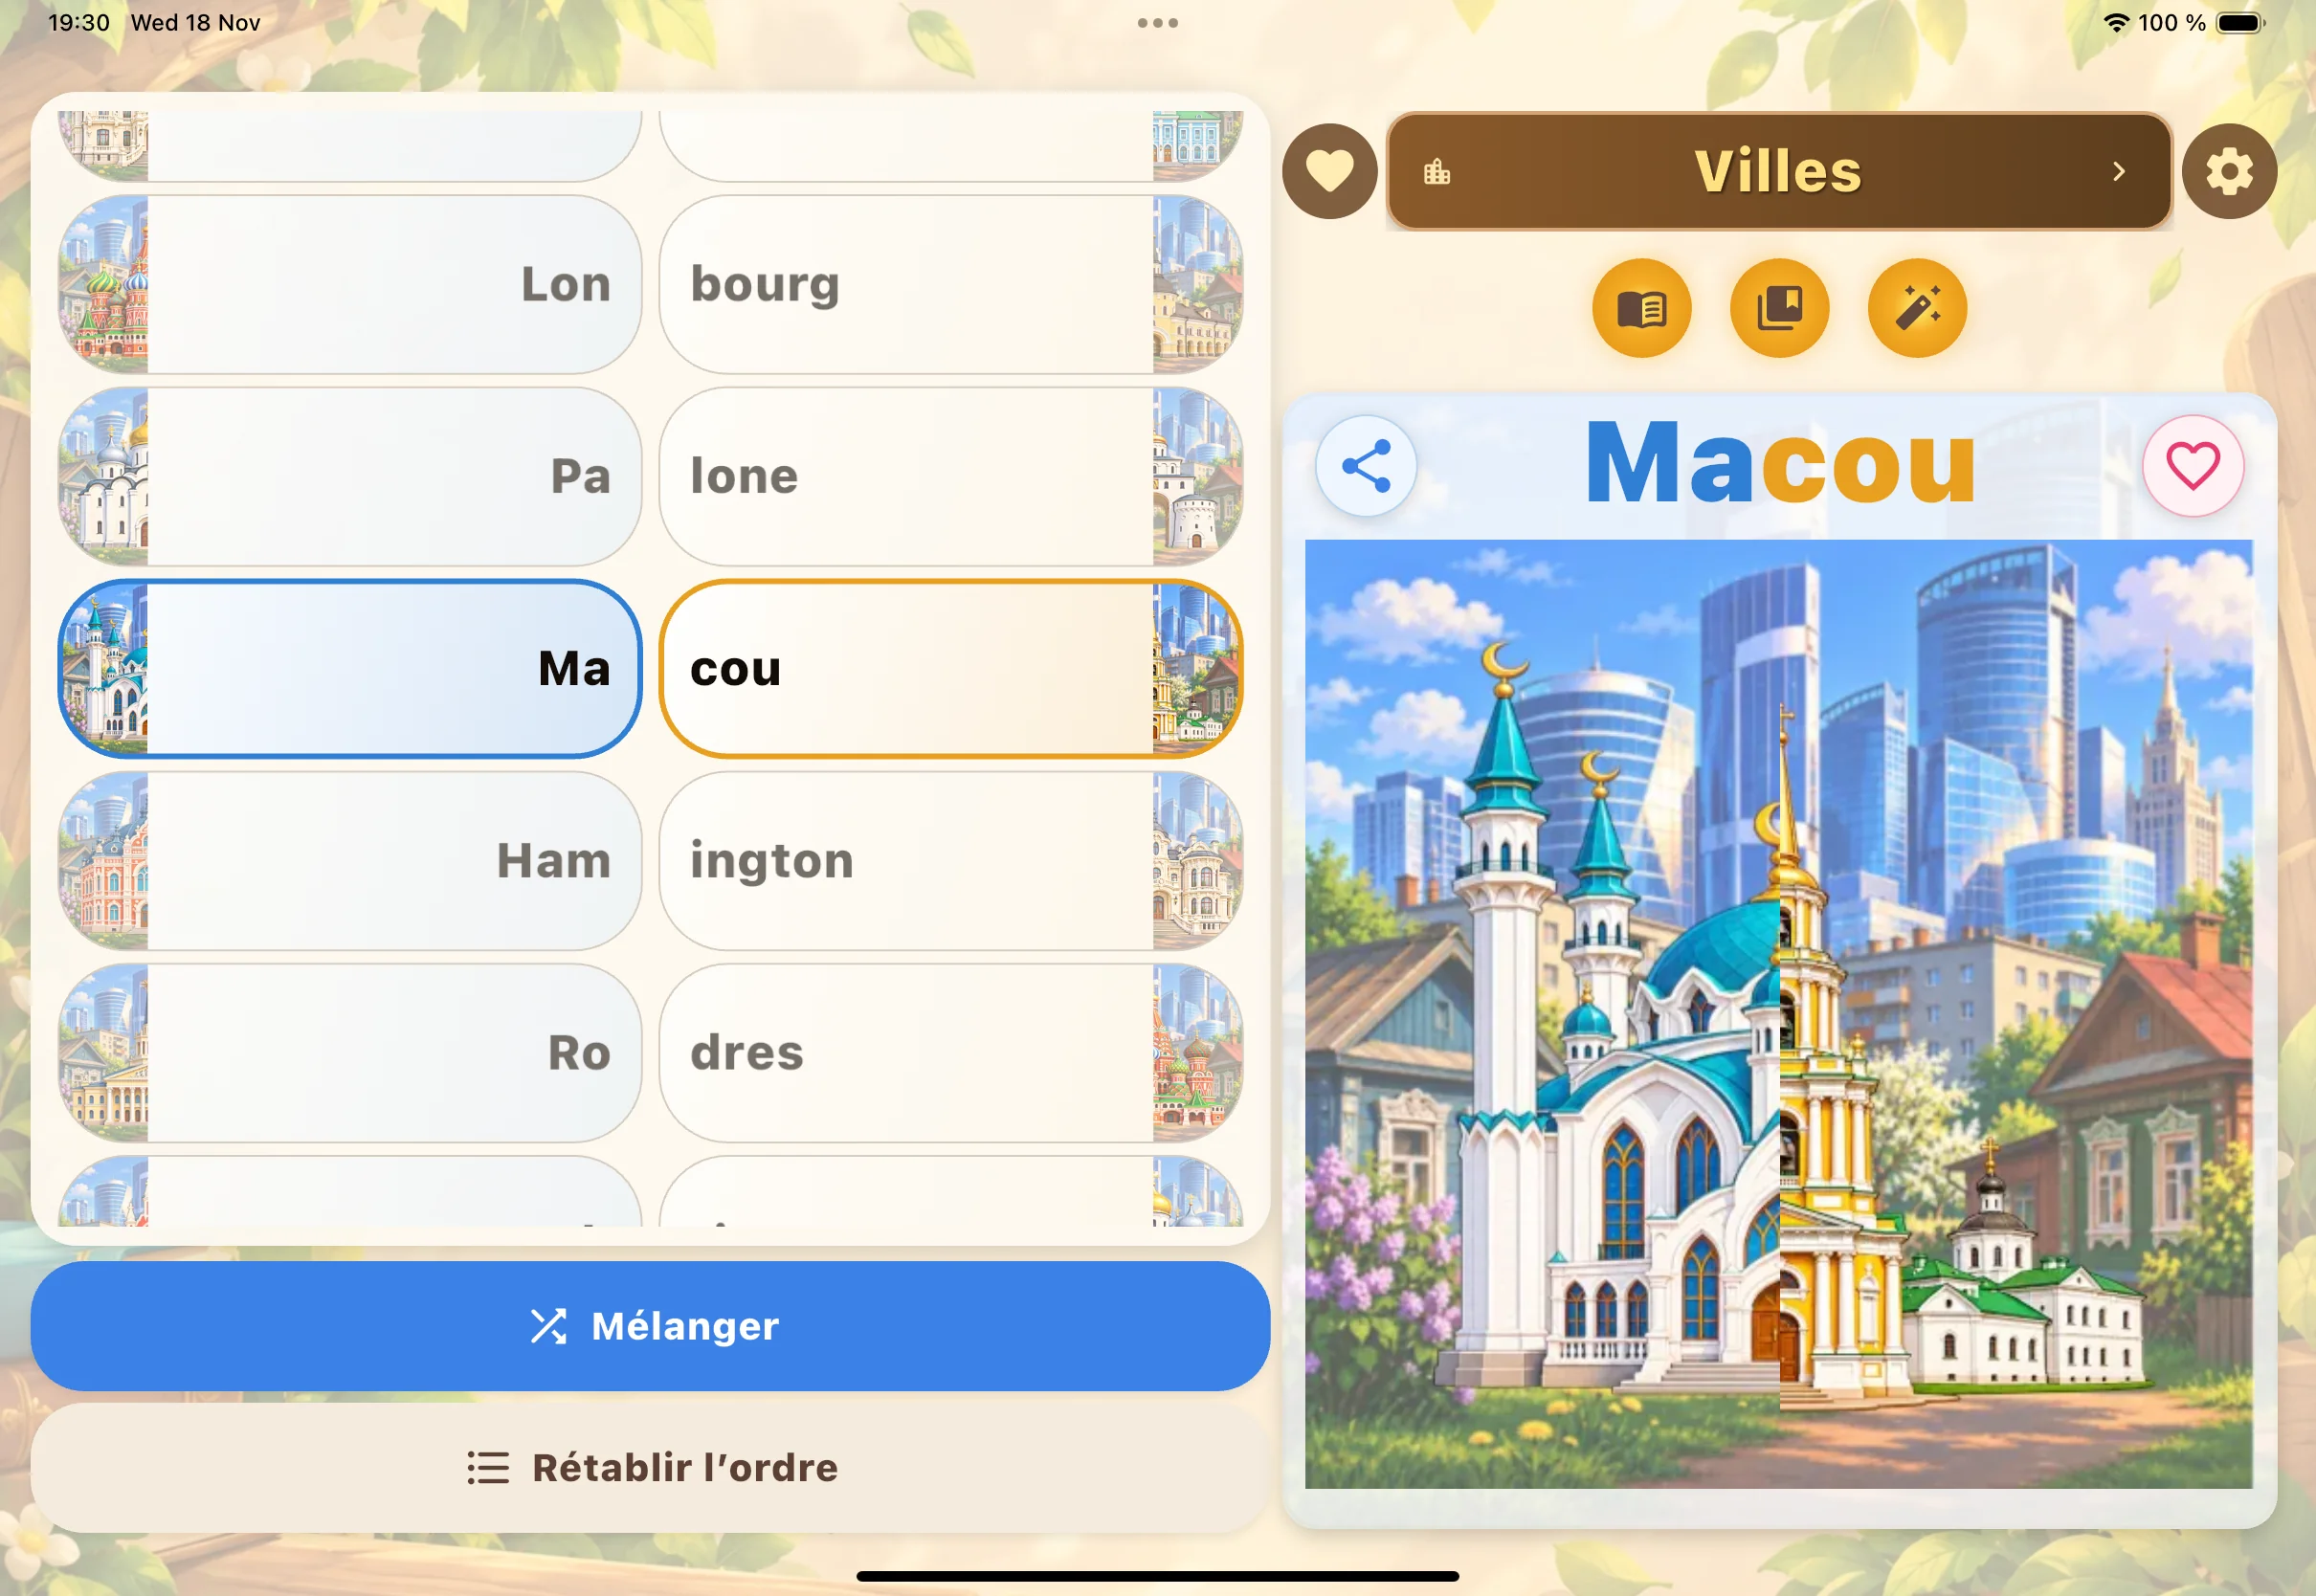 19:30 Wed 18 Nov
100 %
Villes
Lon bourg
Pa lone
Ma cou
Ham ington
Ro dres
Macou
Mélanger
Rétablir l’ordre